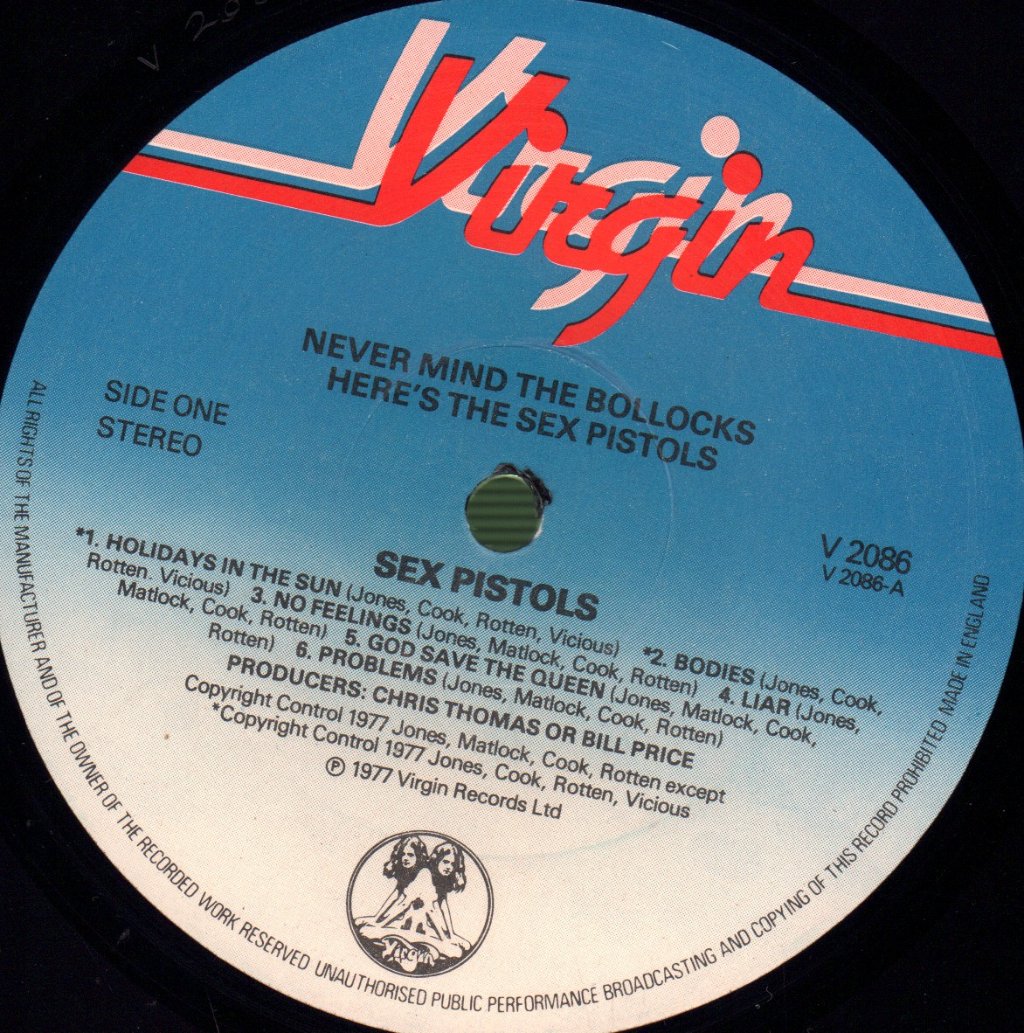 V 20
Virgin
NEVER MIND THE BOLLOCKS
HERE'S THE SEX PISTOLS
SIDE ONE
STEREO
V 2086
V 2086-A
SEX PISTOLS
*1. HOLIDAYS IN THE SUN (Jones, Cook, Rotten, Vicious) *2. BODIES (Jones, Cook,
Rotten. Vicious) 3. NO FEELINGS (Jones, Matlock, Cook, Rotten) 4. LIAR (Jones,
Matlock, Cook, Rotten) 5. GOD SAVE THE QUEEN (Jones, Matlock, Cook,
Rotten) 6. PROBLEMS (Jones, Matlock, Cook, Rotten)
PRODUCERS: CHRIS THOMAS OR BILL PRICE
Copyright Control 1977 Jones, Matlock, Cook, Rotten except
*Copyright Control 1977 Jones, Cook, Rotten, Vicious
℗ 1977 Virgin Records Ltd
Virgin
ALL RIGHTS OF THE MANUFACTURER AND OF THE OWNER OF THE RECORDED WORK RESERVED UNAUTHORISED PUBLIC PERFORMANCE BROADCASTING AND COPYING OF THIS RECORD PROHIBITED MADE IN ENGLAND